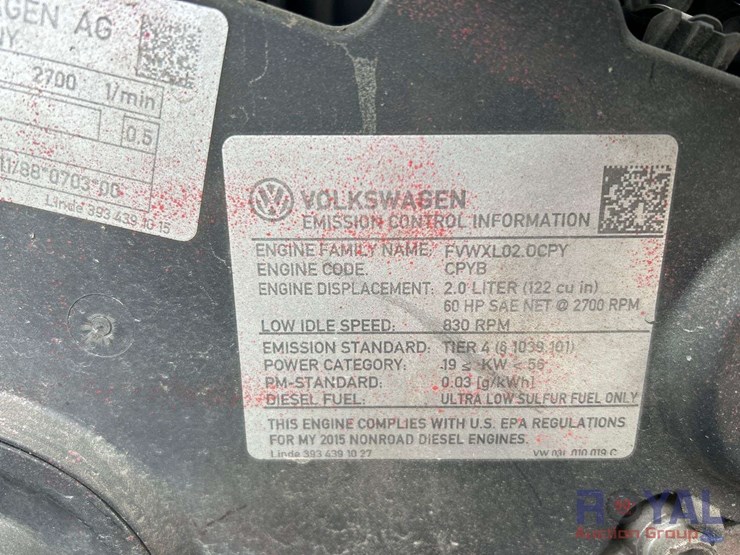 AGEN AG
NY.
2700 1/min
0.5
88*0703*00
Linde 393 439 10 15
VOLKSWAGEN
EMISSION CONTROL INFORMATION
ENGINE FAMILY NAME: FVWXL02.0CPY
ENGINE CODE: CPYB
ENGINE DISPLACEMENT: 2.0 LITER (122 cu in)
60 HP SAE NET @ 2700 RPM
LOW IDLE SPEED: 830 RPM
EMISSION STANDARD: TIER 4 (§ 1039.101)
POWER CATEGORY: 19 ≤ KW < 56
PM-STANDARD: 0.03 [g/kWh]
DIESEL FUEL: ULTRA LOW SULFUR FUEL ONLY
THIS ENGINE COMPLIES WITH U.S. EPA REGULATIONS
FOR MY 2015 NONROAD DIESEL ENGINES.
Linde 393 439 10 27 VW 03L 010 019 C
ROYAL
Auction Group